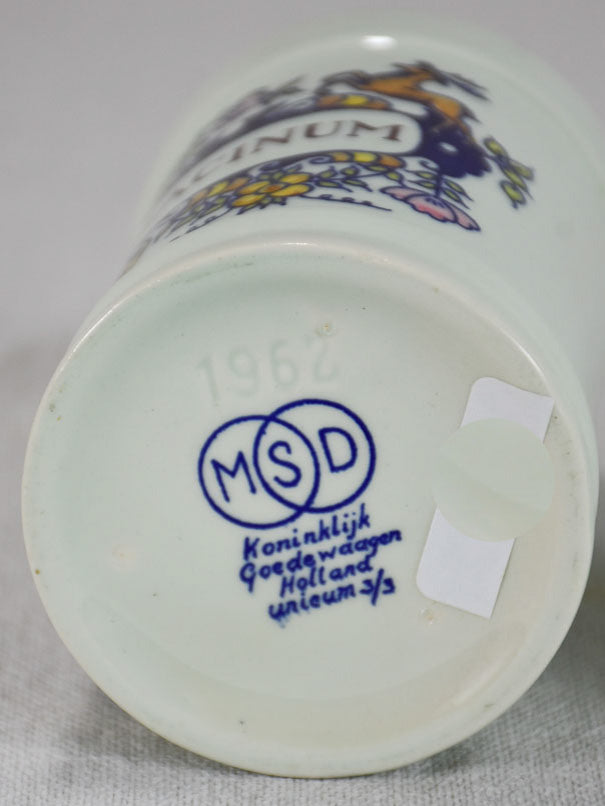 CINUM
1962
MSD
Koninklijk
Goedewaagen
Holland
unicum 3/3